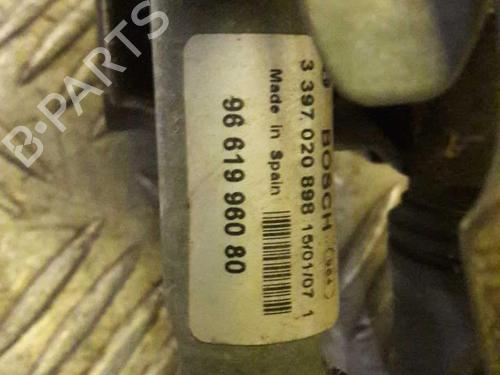 BOSCH
3 397 020 898 15/01/07 1
Made in Spain
96 619 960 80
B-PARTS